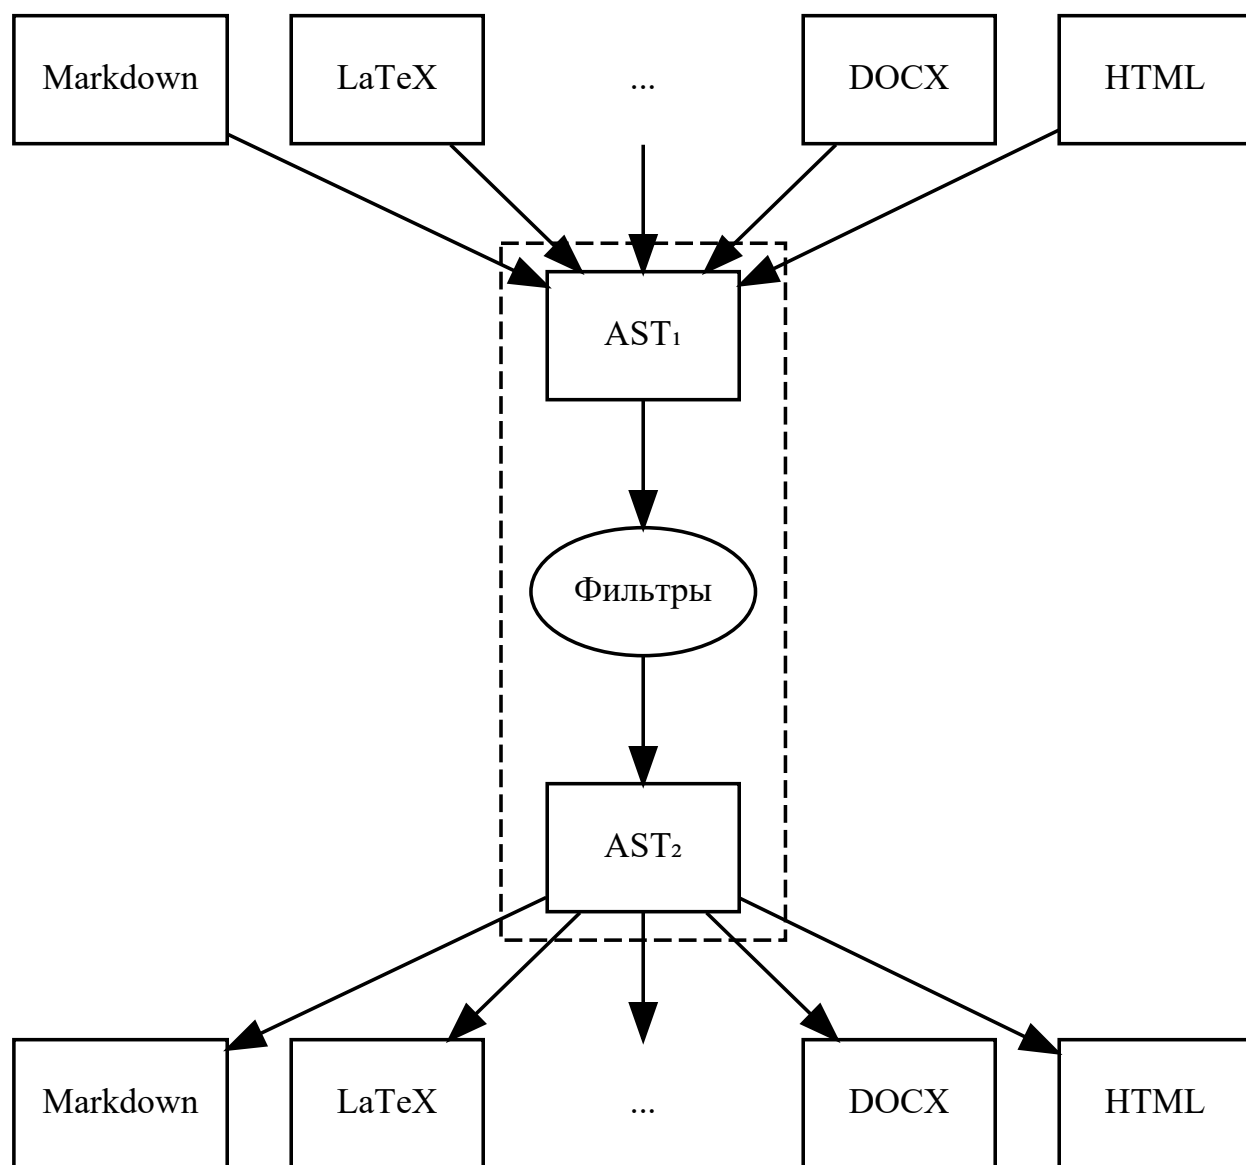 Markdown LaTeX ... DOCX HTML
AST₁
Фильтры
AST₂
Markdown LaTeX ... DOCX HTML